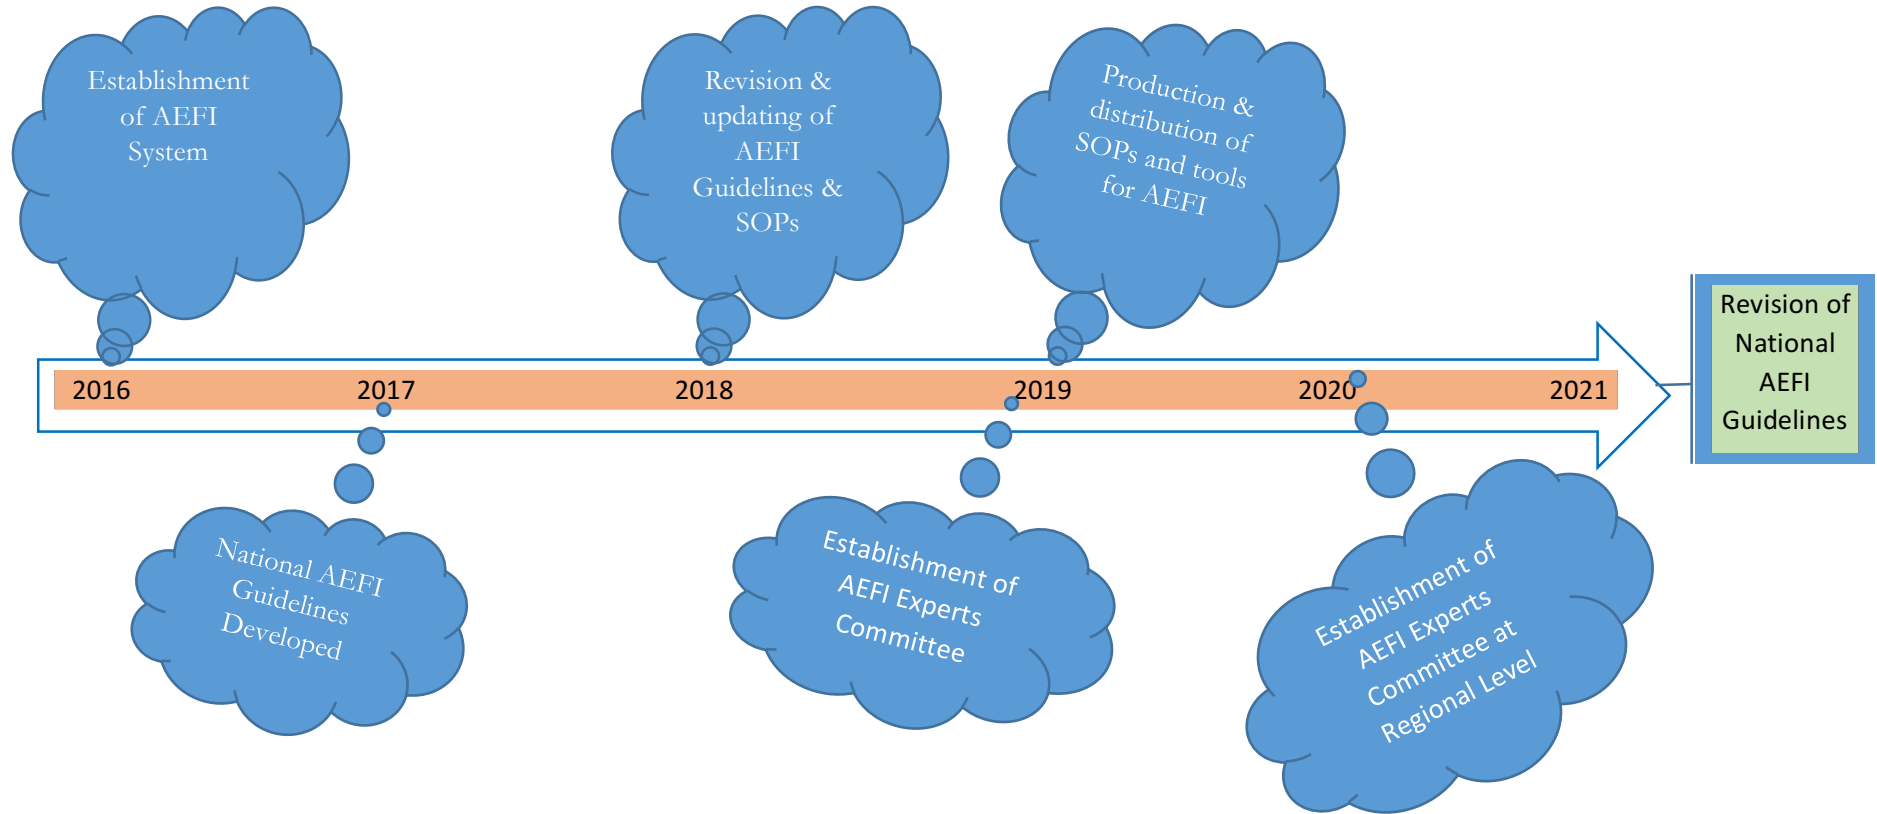 Establishment
of AEFI
System
Revision &
updating of
AEFI
Guidelines &
SOPs
Production &
distribution of
SOPs and tools
for AEFI
2016
2017
2018
2019
2020
2021
Revision of
National
AEFI
Guidelines
National AEFI
Guidelines
Developed
Establishment of
AEFI Experts
Committee
Establishment of
AEFI Experts
Committee at
Regional Level